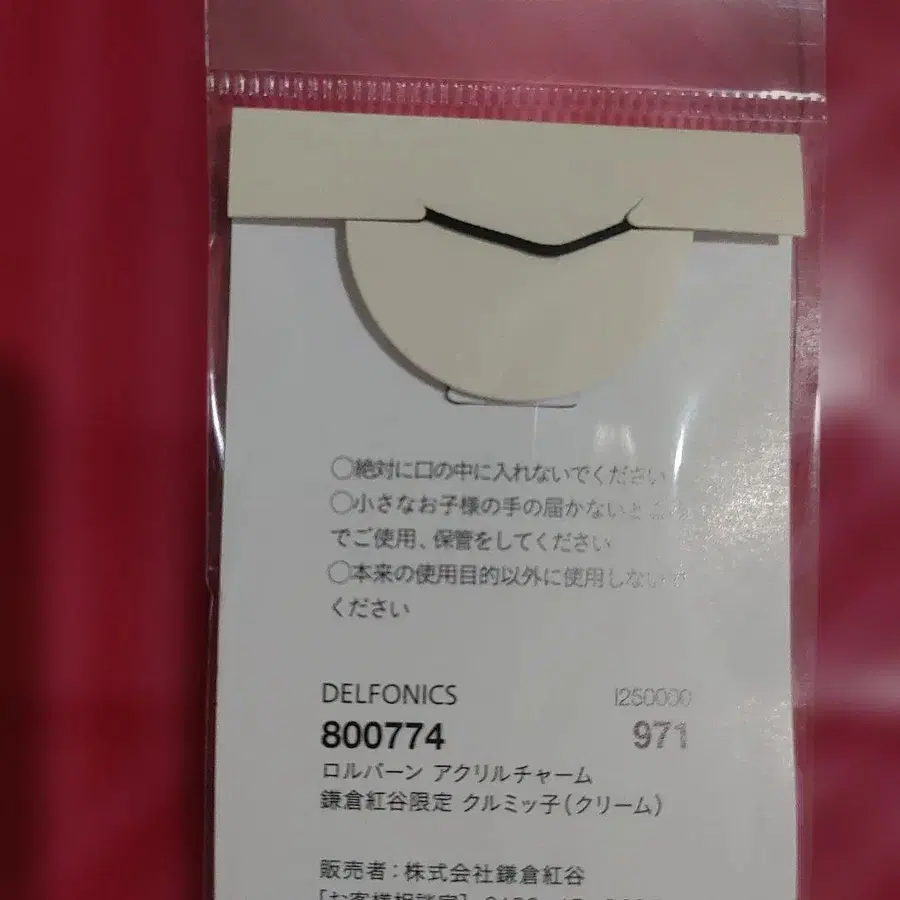 ○絶対に口の中に入れないでください
○小さなお子様の手の届かないところ
でご使用、保管をしてください
○本来の使用目的以外に使用しないで
ください
DELFONICS I250000
800774 971
ロルバーン アクリルチャーム
鎌倉紅谷限定 クルミッ子(クリーム)
販売者:株式会社鎌倉紅谷